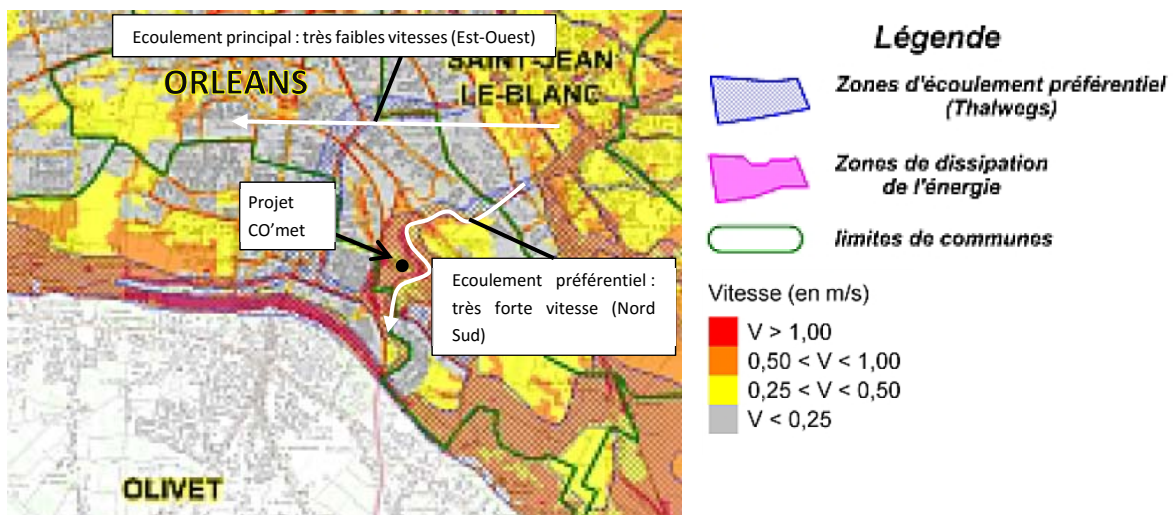 Ecoulement principal : très faibles vitesses (Est-Ouest)
ORLEANS
SAINT-JEAN
LE-BLANC
Projet
CO’met
Ecoulement préférentiel :
très forte vitesse (Nord
Sud)
OLIVET
Légende
Zones d'écoulement préférentiel
(Thalwegs)
Zones de dissipation
de l'énergie
limites de communes
Vitesse (en m/s)
V > 1,00
0,50 < V < 1,00
0,25 < V < 0,50
V < 0,25